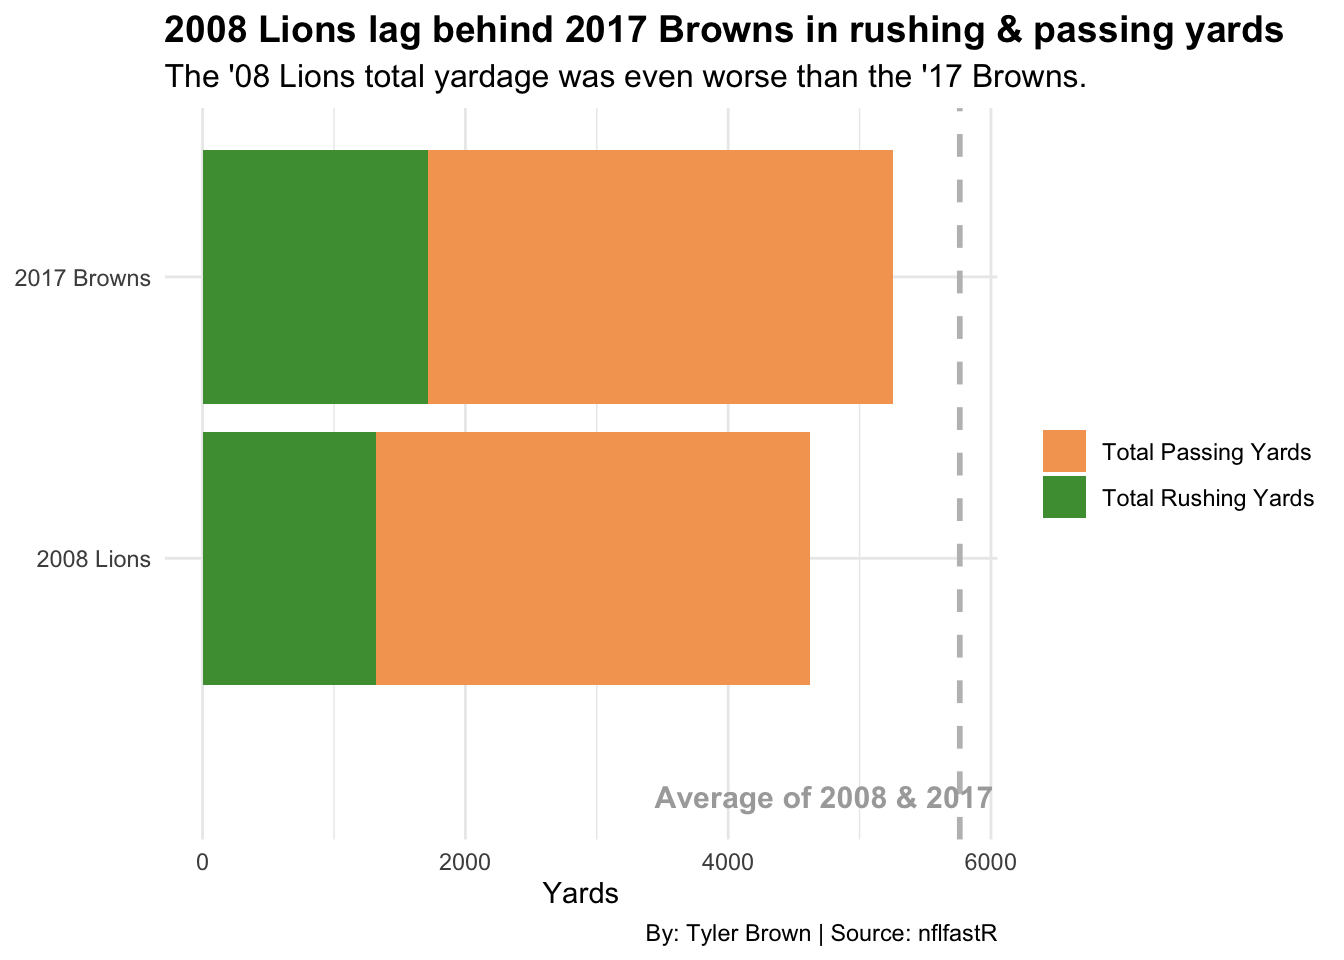 2008 Lions lag behind 2017 Browns in rushing & passing yards
The '08 Lions total yardage was even worse than the '17 Browns.
2017 Browns
2008 Lions
Total Passing Yards
Total Rushing Yards
Average of 2008 & 2017
0 2000 4000 6000
Yards
By: Tyler Brown | Source: nflfastR